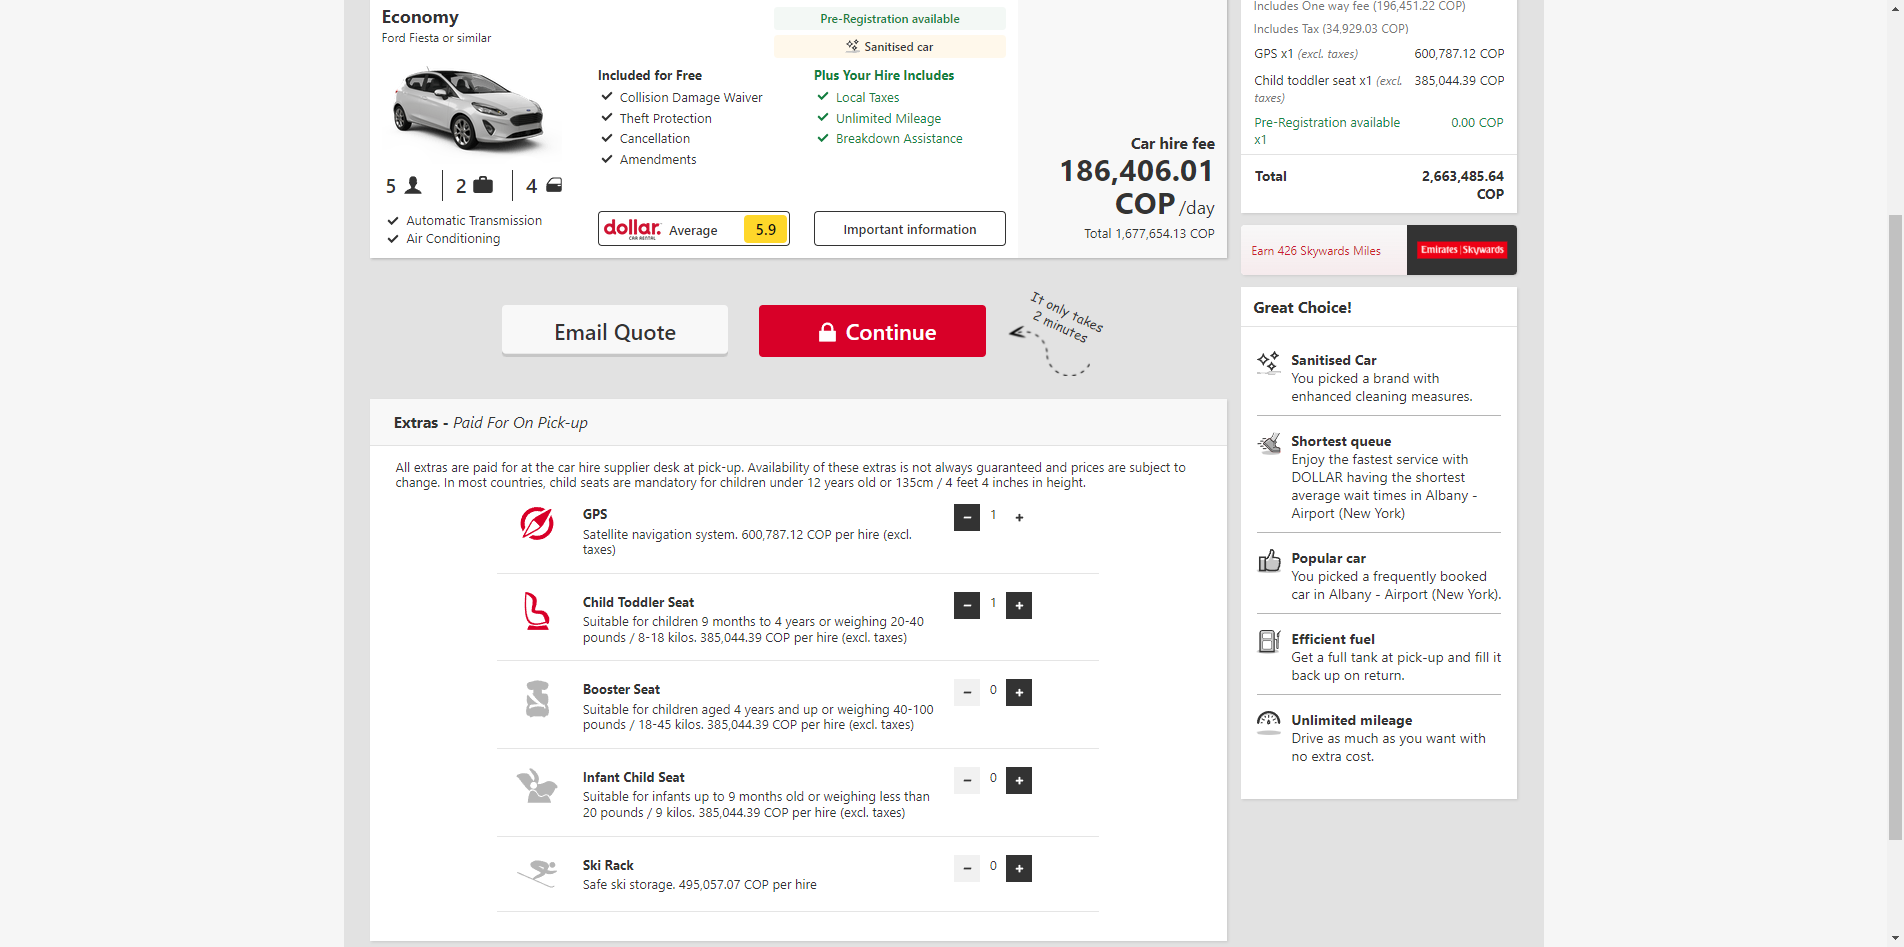 Economy
Ford Fiesta or similar
5
2
4
Automatic Transmission
Air Conditioning
Included for Free
Collision Damage Waiver
Theft Protection
Cancellation
Amendments
dollar.
CAR RENTAL
Average
5.9
Pre-Registration available
Sanitised car
Plus Your Hire Includes
Local Taxes
Unlimited Mileage
Breakdown Assistance
Important information
Car hire fee
186,406.01
COP /day
Total 1,677,654.13 COP
Email Quote
Continue
It only takes
2 minutes
Extras - Paid For On Pick-up
All extras are paid for at the car hire supplier desk at pick-up. Availability of these extras is not always guaranteed and prices are subject to
change. In most countries, child seats are mandatory for children under 12 years old or 135cm / 4 feet 4 inches in height.
GPS
Satellite navigation system. 600,787.12 COP per hire (excl.
taxes)
- 1 +
Child Toddler Seat
Suitable for children 9 months to 4 years or weighing 20-40
pounds / 8-18 kilos. 385,044.39 COP per hire (excl. taxes)
- 1 +
Booster Seat
Suitable for children aged 4 years and up or weighing 40-100
pounds / 18-45 kilos. 385,044.39 COP per hire (excl. taxes)
- 0 +
Infant Child Seat
Suitable for infants up to 9 months old or weighing less than
20 pounds / 9 kilos. 385,044.39 COP per hire (excl. taxes)
- 0 +
Ski Rack
Safe ski storage. 495,057.07 COP per hire
- 0 +
Includes One way fee (196,451.22 COP)
Includes Tax (34,929.03 COP)
GPS x1 (excl. taxes) 600,787.12 COP
Child toddler seat x1 (excl. 385,044.39 COP
taxes)
Pre-Registration available 0.00 COP
x1
Total 2,663,485.64
COP
Earn 426 Skywards Miles
Emirates | Skywards
Great Choice!
Sanitised Car
You picked a brand with
enhanced cleaning measures.
Shortest queue
Enjoy the fastest service with
DOLLAR having the shortest
average wait times in Albany -
Airport (New York)
Popular car
You picked a frequently booked
car in Albany - Airport (New York).
Efficient fuel
Get a full tank at pick-up and fill it
back up on return.
Unlimited mileage
Drive as much as you want with
no extra cost.